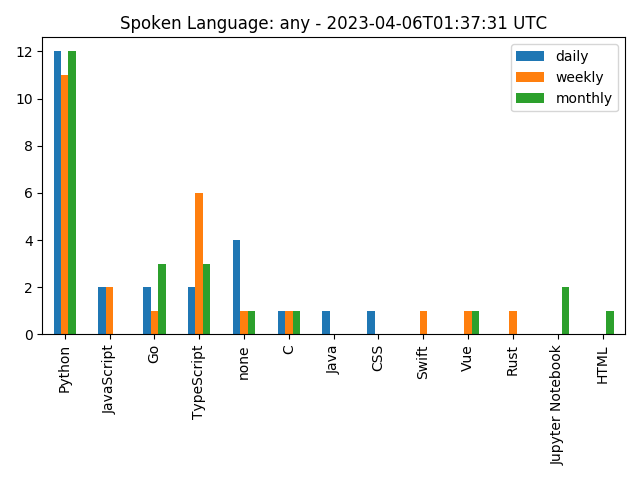 Spoken Language: any - 2023-04-06T01:37:31 UTC
daily
weekly
monthly
12
10
8
6
4
2
0
Python
JavaScript
Go
TypeScript
none
C
Java
CSS
Swift
Vue
Rust
Jupyter Notebook
HTML